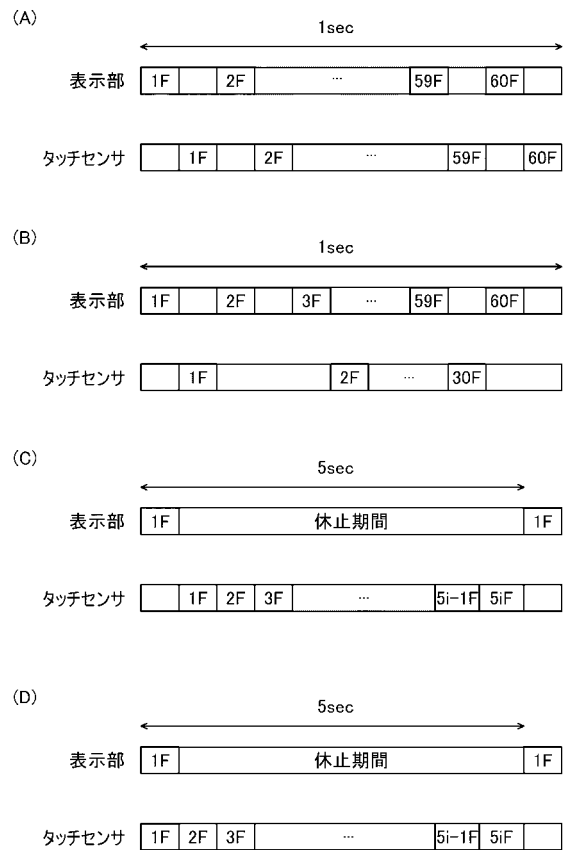 (A)
1sec
表示部 1F 2F … 59F 60F
タッチセンサ 1F 2F … 59F 60F
(B)
1sec
表示部 1F 2F 3F … 59F 60F
タッチセンサ 1F 2F … 30F
(C)
5sec
表示部 1F 休止期間 1F
タッチセンサ 1F 2F 3F … 5i-1F 5iF
(D)
5sec
表示部 1F 休止期間 1F
タッチセンサ 1F 2F 3F … 5i-1F 5iF